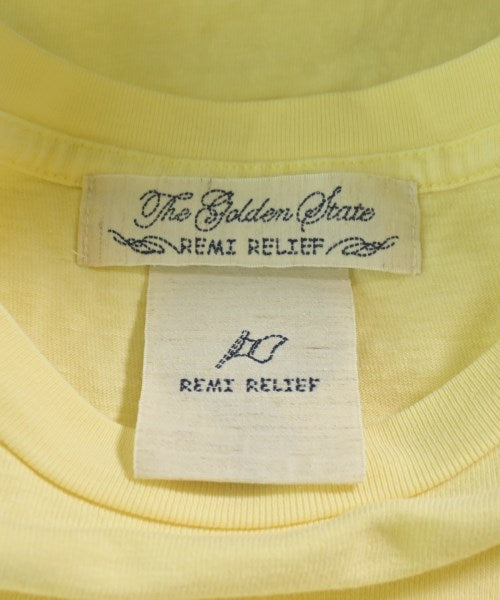 The Golden State
REMI RELIEF
REMI RELIEF